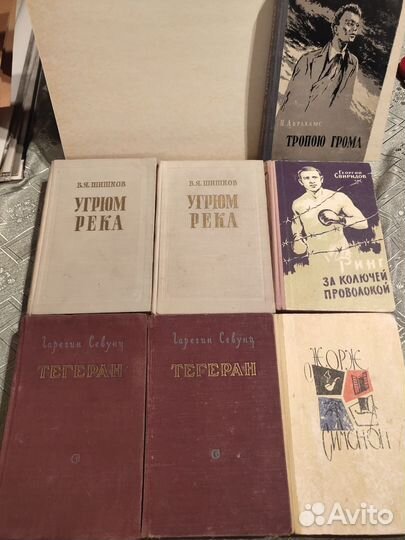 П. Абрахамс
ТРОПОЮ ГРОМА
В. Я. ШИШКОВ
УГРЮМ
РЕКА
В. Я. ШИШКОВ
УГРЮМ
РЕКА
ГЕОРГИЙ
СВИРИДОВ
РИНГ
ЗА КОЛЮЧЕЙ
ПРОВОЛОКОЙ
Гарегин Севунц
ТЕГЕРАН
Гарегин Севунц
ТЕГЕРАН
ЖОРЖ
СИМЕНОН
Avito